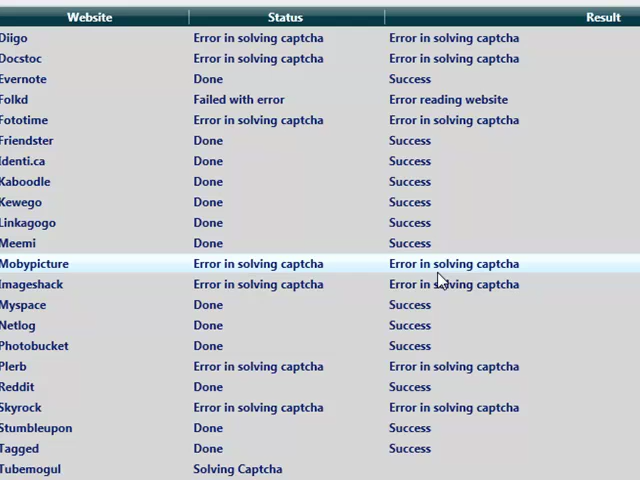 Website Status Result
Diigo Error in solving captcha Error in solving captcha
Docstoc Error in solving captcha Error in solving captcha
Evernote Done Success
Folkd Failed with error Error reading website
Fototime Error in solving captcha Error in solving captcha
Friendster Done Success
Identi.ca Done Success
Kaboodle Done Success
Kewego Done Success
Linkagogo Done Success
Meemi Done Success
Mobypicture Error in solving captcha Error in solving captcha
Imageshack Error in solving captcha Error in solving captcha
Myspace Done Success
Netlog Done Success
Photobucket Done Success
Plerb Error in solving captcha Error in solving captcha
Reddit Done Success
Skyrock Error in solving captcha Error in solving captcha
Stumbleupon Done Success
Tagged Done Success
Tubemogul Solving Captcha